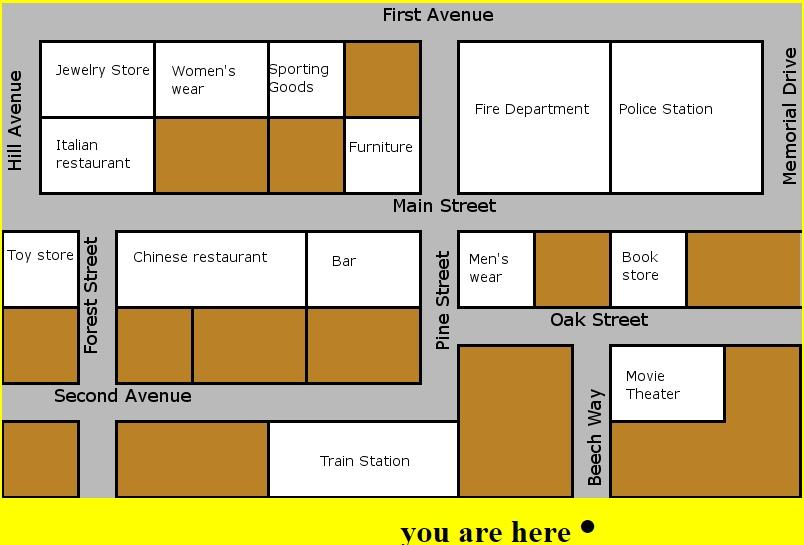 First Avenue
Hill Avenue
Jewelry Store
Women's
wear
Sporting
Goods
Fire Department
Police Station
Memorial Drive
Italian
restaurant
Furniture
Main Street
Toy store
Forest Street
Chinese restaurant
Bar
Pine Street
Men's
wear
Book
store
Oak Street
Second Avenue
Movie
Theater
Beech Way
Train Station
you are here